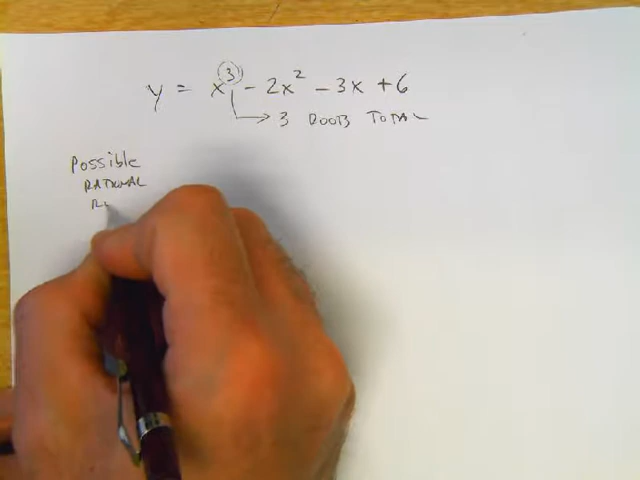 y = x³ - 2x² - 3x + 6
3 ROOTS TOTAL
Possible
RATIONAL